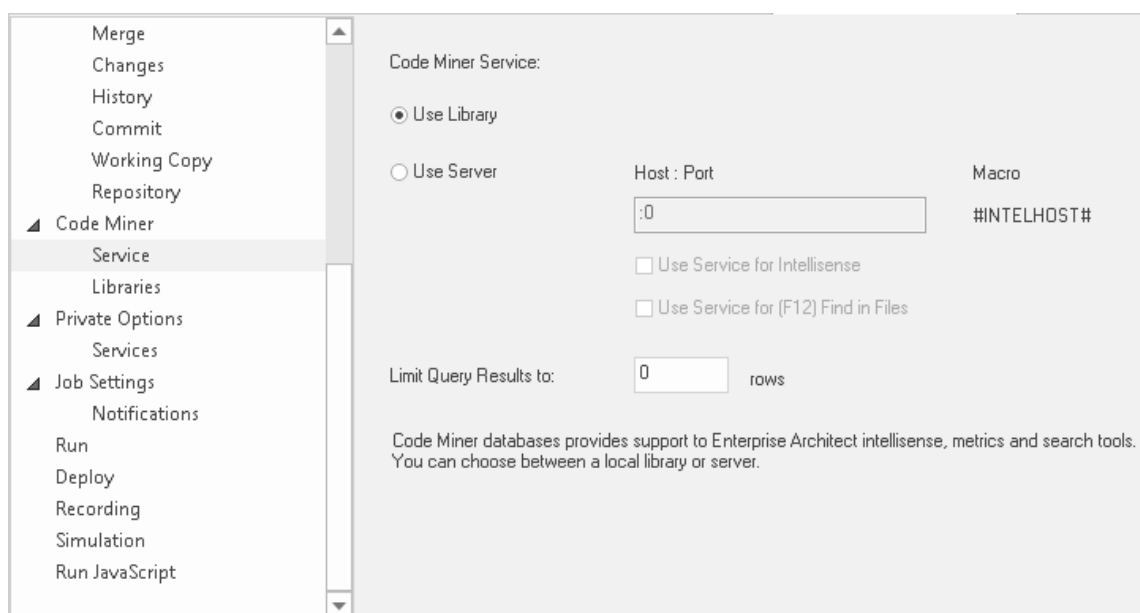 Merge
Changes
History
Commit
Working Copy
Repository
Code Miner
Service
Libraries
Private Options
Services
Job Settings
Notifications
Run
Deploy
Recording
Simulation
Run JavaScript
Code Miner Service:
Use Library
Use Server
Host : Port
Macro
:0
#INTELHOST#
Use Service for Intellisense
Use Service for (F12) Find in Files
Limit Query Results to:
0
rows
Code Miner databases provides support to Enterprise Architect intellisense, metrics and search tools.
You can choose between a local library or server.